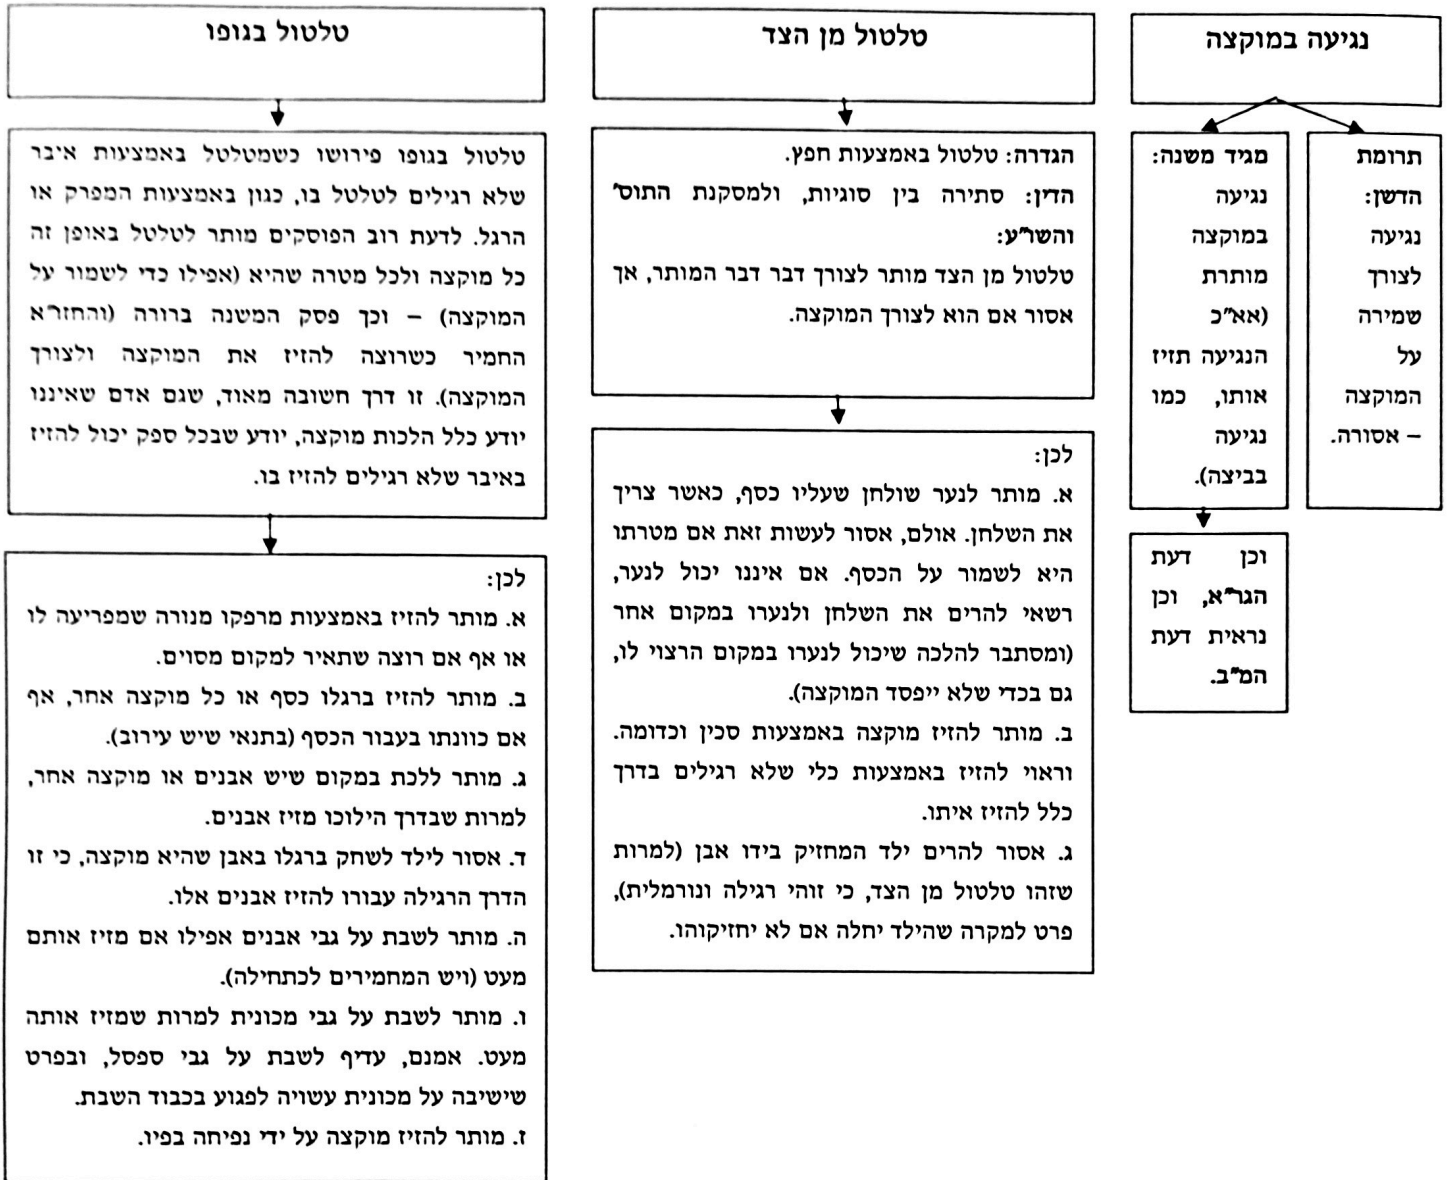 נגיעה במוקצה
תרומת
הדשן:
נגיעה
לצורך
שמירה
על
המוקצה
– אסורה.
מגיד משנה:
נגיעה
במוקצה
מותרת
(אא״כ
הנגיעה תזיז
אותו, כמו
נגיעה
בביצה).
וכן דעת
הגר״א, וכן
נראית דעת
המ״ב.
טלטול מן הצד
הגדרה: טלטול באמצעות חפץ.
הדין: סתירה בין סוגיות, ולמסקנת התוס׳
והשו״ע:
טלטול מן הצד מותר לצורך דבר דבר המותר, אך
אסור אם הוא לצורך המוקצה.
לכן:
א. מותר לנער שולחן שעליו כסף, כאשר צריך
את השלחן. אולם, אסור לעשות זאת אם מטרתו
היא לשמור על הכסף. אם איננו יכול לנער,
רשאי להרים את השלחן ולנערו במקום אחר
(ומסתבר להלכה שיכול לנערו במקום הרצוי לו,
גם בכדי שלא ייפסד המוקצה).
ב. מותר להזיז מוקצה באמצעות סכין וכדומה.
וראוי להזיז באמצעות כלי שלא רגילים בדרך
כלל להזיז איתו.
ג. אסור להרים ילד המחזיק בידו אבן (למרות
שזהו טלטול מן הצד, כי זוהי רגילה ונורמלית),
פרט למקרה שהילד יחלה אם לא יחזיקוהו.
טלטול בגופו
טלטול בגופו פירושו כשמטלטל באמצעות איבר
שלא רגילים לטלטל בו, כגון באמצעות המפרק או
הרגל. לדעת רוב הפוסקים מותר לטלטל באופן זה
כל מוקצה ולכל מטרה שהיא (אפילו כדי לשמור על
המוקצה) – וכך פסק המשנה ברורה (והחזו״א
החמיר כשרוצה להזיז את המוקצה ולצורך
המוקצה). זו דרך חשובה מאוד, שגם אדם שאיננו
יודע כלל הלכות מוקצה, יודע שבכל ספק יכול להזיז
באיבר שלא רגילים להזיז בו.
לכן:
א. מותר להזיז באמצעות מרפקו מנורה שמפריעה לו
או אף אם רוצה שתאיר למקום מסוים.
ב. מותר להזיז ברגלו כסף או כל מוקצה אחר, אף
אם כוונתו בעבור הכסף (בתנאי שיש עירוב).
ג. מותר ללכת במקום שיש אבנים או מוקצה אחר,
למרות שבדרך הילוכו מזיז אבנים.
ד. אסור לילד לשחק ברגלו באבן שהיא מוקצה, כי זו
הדרך הרגילה עבורו להזיז אבנים אלו.
ה. מותר לשבת על גבי אבנים אפילו אם מזיז אותם
מעט (ויש המחמירים לכתחילה).
ו. מותר לשבת על גבי מכונית למרות שמזיז אותה
מעט. אמנם, עדיף לשבת על גבי ספסל, ובפרט
שישיבה על מכונית עשויה לפגוע בכבוד השבת.
ז. מותר להזיז מוקצה על ידי נפיחה בפיו.